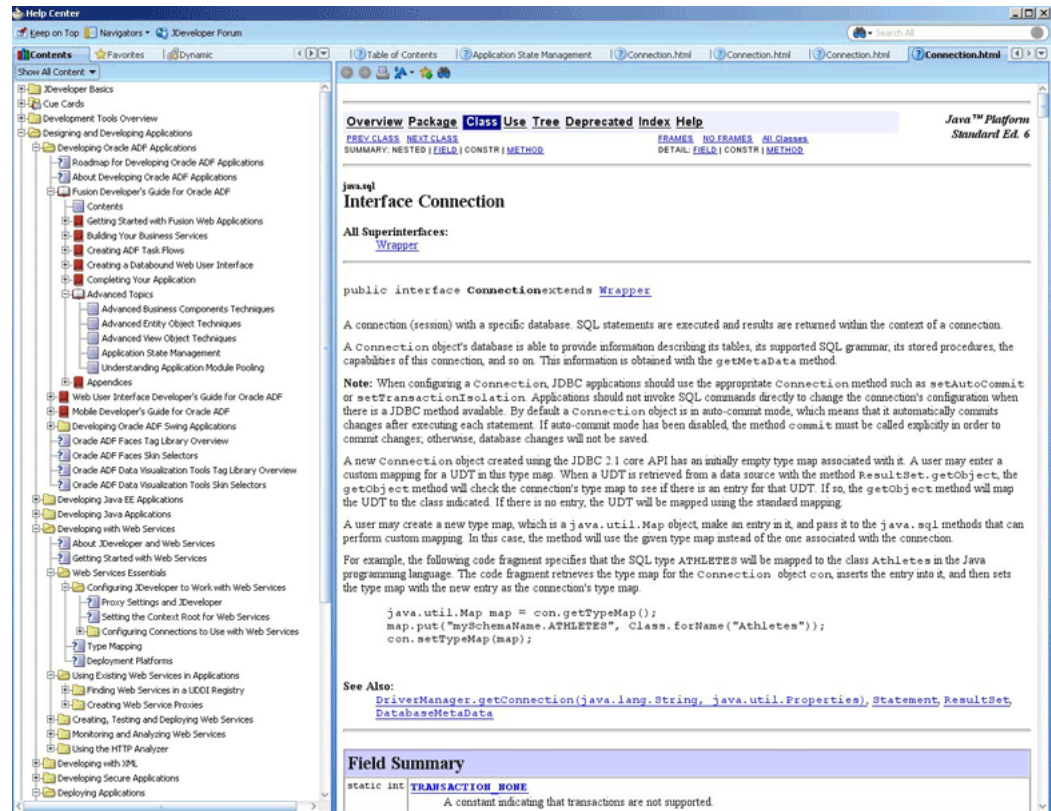 Help Center
Keep on Top Navigators JDeveloper Forum
Search All
Contents Favorites Dynamic
Table of Contents Application State Management Connection.html Connection.html Connection.html Connection.html
Show All Content
JDeveloper Basics
Cue Cards
Development Tools Overview
Designing and Developing Applications
Developing Oracle ADF Applications
Roadmap for Developing Oracle ADF Applications
About Developing Oracle ADF Applications
Fusion Developer's Guide for Oracle ADF
Contents
Getting Started with Fusion Web Applications
Building Your Business Services
Creating ADF Task Flows
Creating a Databound Web User Interface
Completing Your Application
Advanced Topics
Advanced Business Components Techniques
Advanced Entity Object Techniques
Advanced View Object Techniques
Application State Management
Understanding Application Module Pooling
Appendices
Web User Interface Developer's Guide for Oracle ADF
Mobile Developer's Guide for Oracle ADF
Developing Oracle ADF Swing Applications
Oracle ADF Faces Tag Library Overview
Oracle ADF Faces Skin Selectors
Oracle ADF Data Visualization Tools Tag Library Overview
Oracle ADF Data Visualization Tools Skin Selectors
Developing Java EE Applications
Developing Java Applications
Developing with Web Services
About JDeveloper and Web Services
Getting Started with Web Services
Web Services Essentials
Configuring JDeveloper to Work with Web Services
Proxy Settings and JDeveloper
Setting the Context Root for Web Services
Configuring Connections to Use with Web Services
Type Mapping
Deployment Platforms
Using Existing Web Services in Applications
Finding Web Services in a UDDI Registry
Creating Web Service Proxies
Creating, Testing and Deploying Web Services
Monitoring and Analyzing Web Services
Using the HTTP Analyzer
Developing with XML
Developing Secure Applications
Deploying Applications
Overview Package Class Use Tree Deprecated Index Help
Java™ Platform
Standard Ed. 6
PREV CLASS NEXT CLASS FRAMES NO FRAMES All Classes
SUMMARY: NESTED | FIELD | CONSTR | METHOD DETAIL: FIELD | CONSTR | METHOD
java.sql
Interface Connection
All Superinterfaces:
Wrapper
public interface Connectionextends Wrapper
A connection (session) with a specific database. SQL statements are executed and results are returned within the context of a connection.
A Connection object's database is able to provide information describing its tables, its supported SQL grammar, its stored procedures, the
capabilities of this connection, and so on. This information is obtained with the getMetaData method.
Note: When configuring a Connection, JDBC applications should use the appropritate Connection method such as setAutoCommit
or setTransactionIsolation. Applications should not invoke SQL commands directly to change the connection's configuration when
there is a JDBC method available. By default a Connection object is in auto-commit mode, which means that it automatically commits
changes after executing each statement. If auto-commit mode has been disabled, the method commit must be called explicitly in order to
commit changes; otherwise, database changes will not be saved.
A new Connection object created using the JDBC 2.1 core API has an initially empty type map associated with it. A user may enter a
custom mapping for a UDT in this type map. When a UDT is retrieved from a data source with the method ResultSet.getObject, the
getObject method will check the connection's type map to see if there is an entry for that UDT. If so, the getObject method will map
the UDT to the class indicated. If there is no entry, the UDT will be mapped using the standard mapping.
A user may create a new type map, which is a java.util.Map object, make an entry in it, and pass it to the java.sql methods that can
perform custom mapping. In this case, the method will use the given type map instead of the one associated with the connection.
For example, the following code fragment specifies that the SQL type ATHLETES will be mapped to the class Athletes in the Java
programming language. The code fragment retrieves the type map for the Connection object con, inserts the entry into it, and then sets
the type map with the new entry as the connection's type map.
java.util.Map map = con.getTypeMap();
map.put("mySchemaName.ATHLETES", Class.forName("Athletes"));
con.setTypeMap(map);
See Also:
DriverManager.getConnection(java.lang.String, java.util.Properties), Statement, ResultSet,
DatabaseMetaData
Field Summary
static int TRANSACTION_NONE
A constant indicating that transactions are not supported.